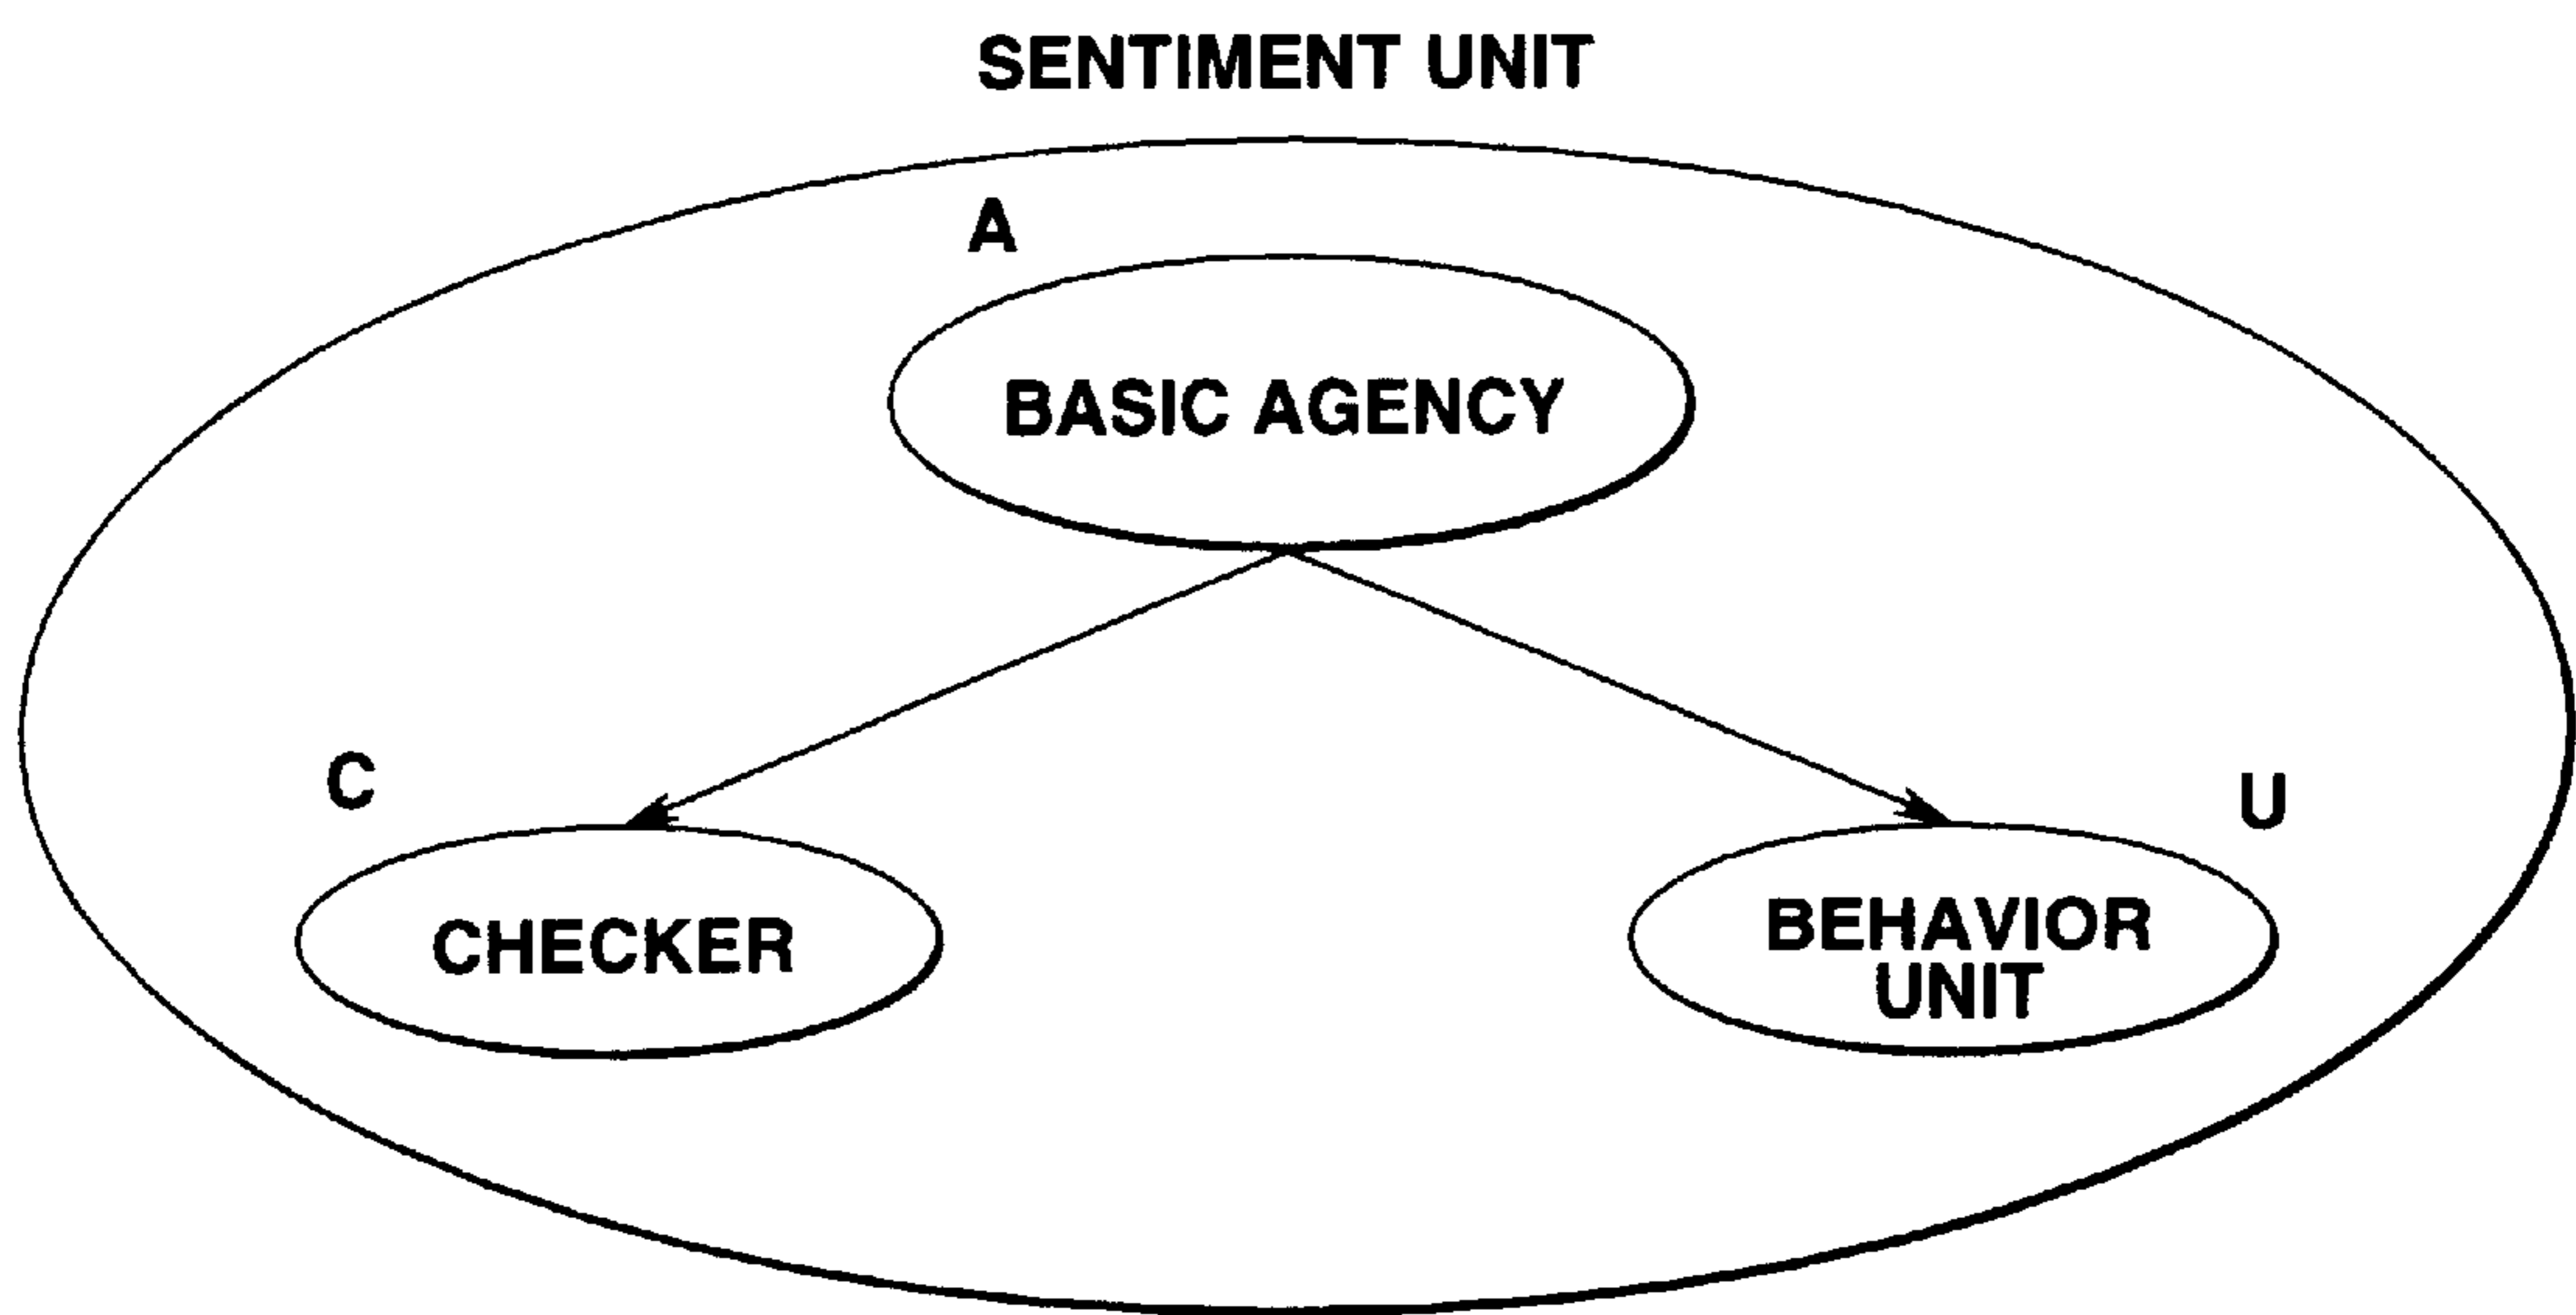 SENTIMENT UNIT
A
BASIC AGENCY
C
U
CHECKER
BEHAVIOR
UNIT